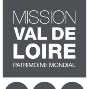 MISSION
VAL DE
LOIRE
PATRIMOINE MONDIAL